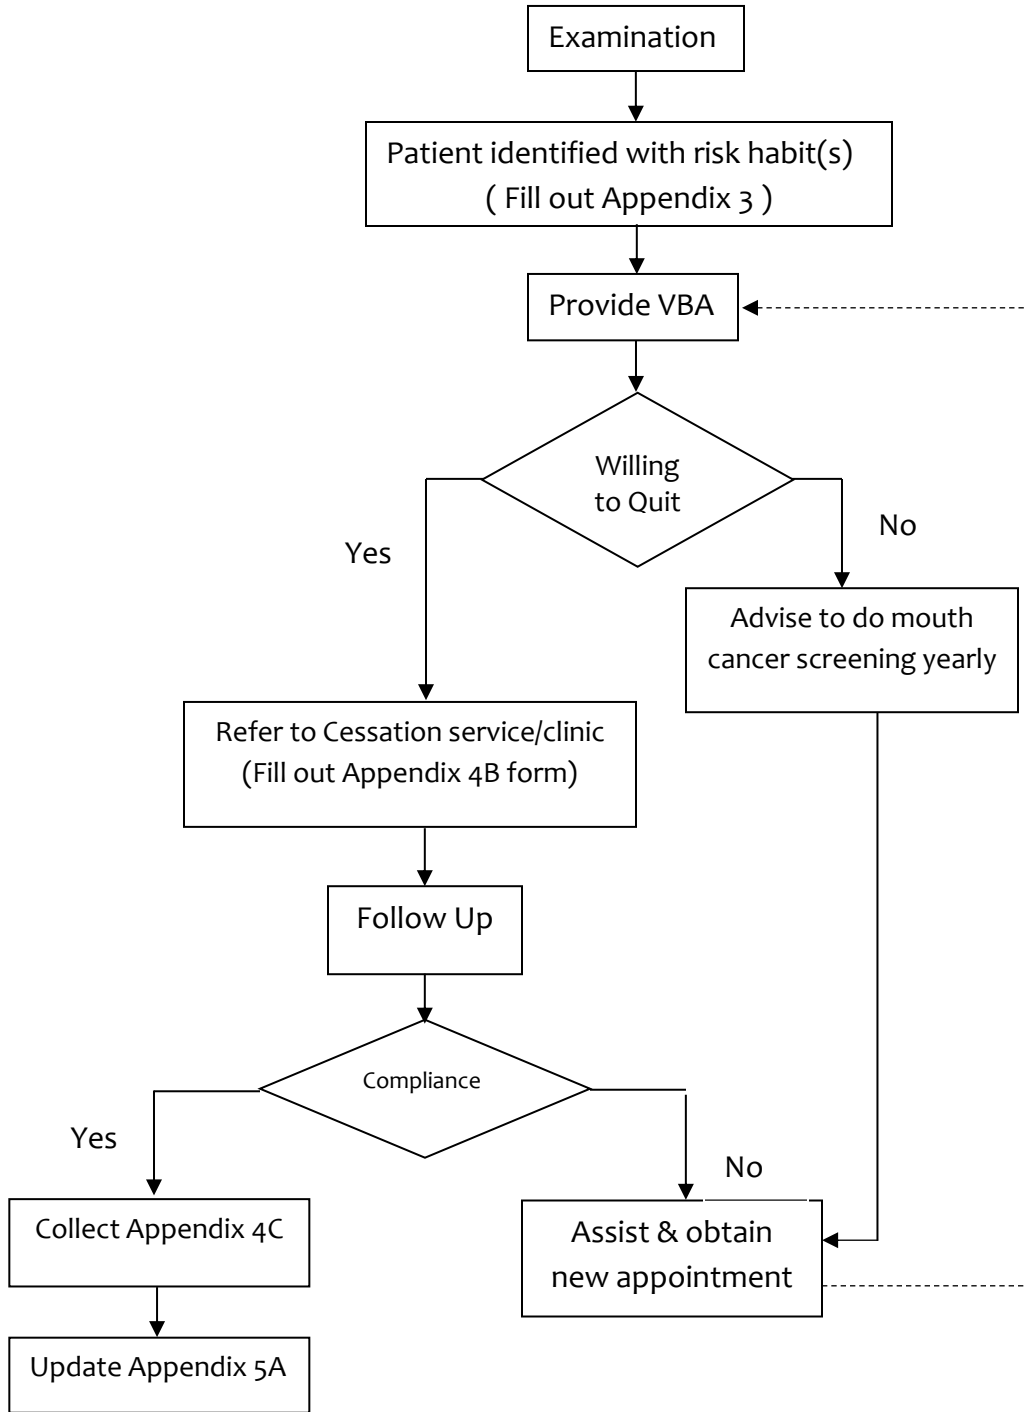 Examination
Patient identified with risk habit(s)
( Fill out Appendix 3 )
Provide VBA
Willing
to Quit
Yes
No
Advise to do mouth
cancer screening yearly
Refer to Cessation service/clinic
(Fill out Appendix 4B form)
Follow Up
Compliance
Yes
No
Collect Appendix 4C
Assist & obtain
new appointment
Update Appendix 5A